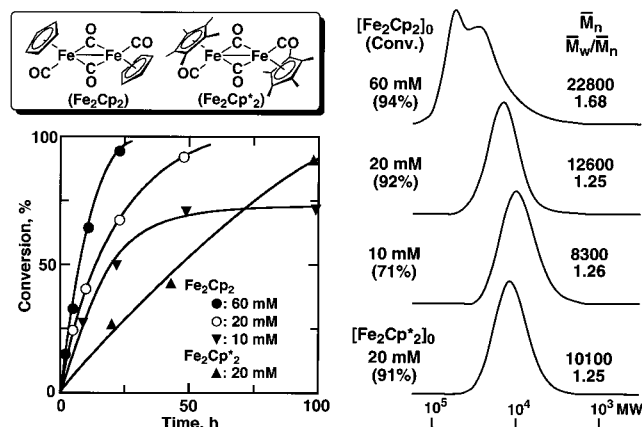 Fe Fe
CO
OC
C
O
C
O
(Fe₂Cp₂)
Fe Fe
CO
OC
C
O
C
O
(Fe₂Cp*₂)
100
50
0
Conversion, %
0 50 100
Time, h
Fe₂Cp₂
●: 60 mM
○: 20 mM
▼: 10 mM
Fe₂Cp*₂
▲: 20 mM
[Fe₂Cp₂]₀
(Conv.)
M̅n
M̅w/M̅n
60 mM
(94%)
22800
1.68
20 mM
(92%)
12600
1.25
10 mM
(71%)
8300
1.26
[Fe₂Cp*₂]₀
20 mM
(91%)
10100
1.25
10⁵ 10⁴ 10³ MW